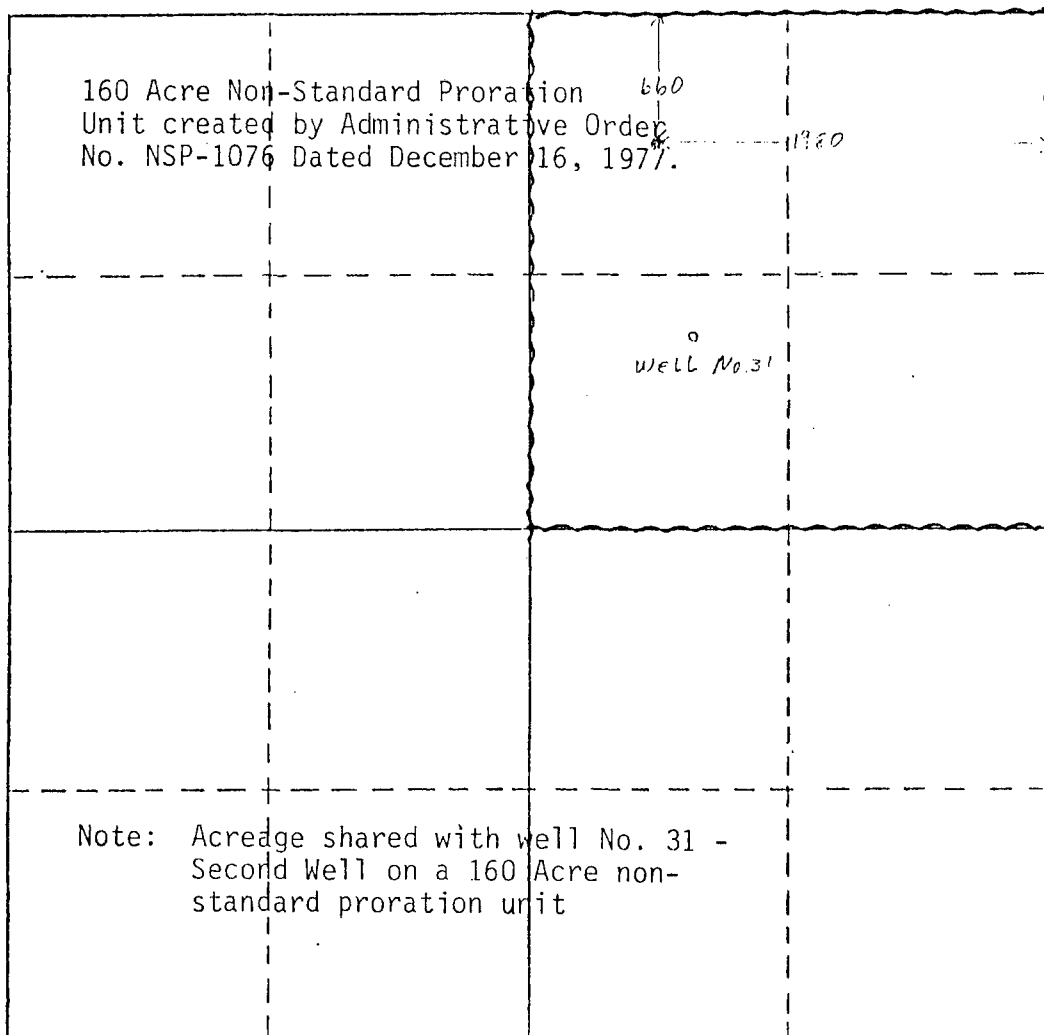 160 Acre Non-Standard Proration
660
Unit created by Administrative Order
1980
No. NSP-1076 Dated December 16, 1977.
Well No. 31
Note: Acreage shared with well No. 31 -
Second Well on a 160 Acre non-
standard proration unit